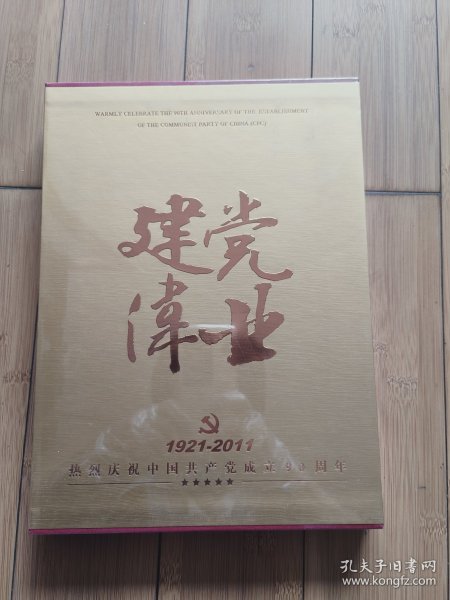 WARMLY CELEBRATE THE 90TH ANNIVERSARY OF THE ESTABLISHMENT
OF THE COMMUNIST PARTY OF CHINA (CPC)
建党
伟业
1921-2011
热烈庆祝中国共产党成立90周年
★★★★★
孔夫子旧书网
www.kongfz.com